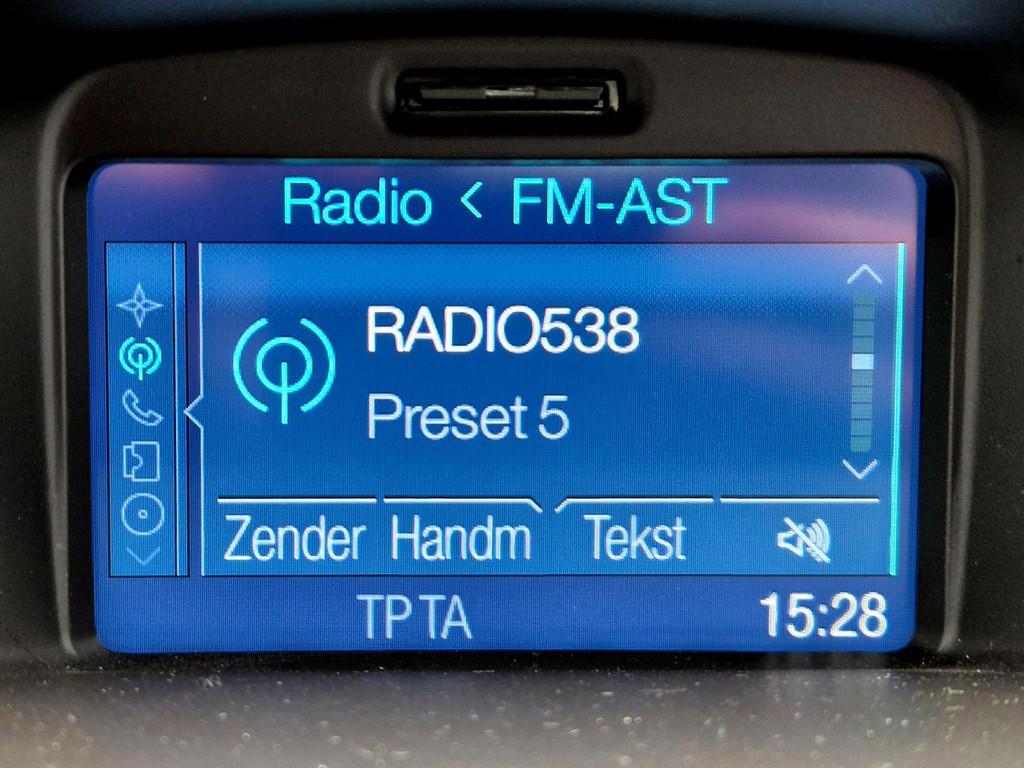 Radio < FM-AST
RADIO538
Preset 5
Zender Handm Tekst
TP TA 15:28